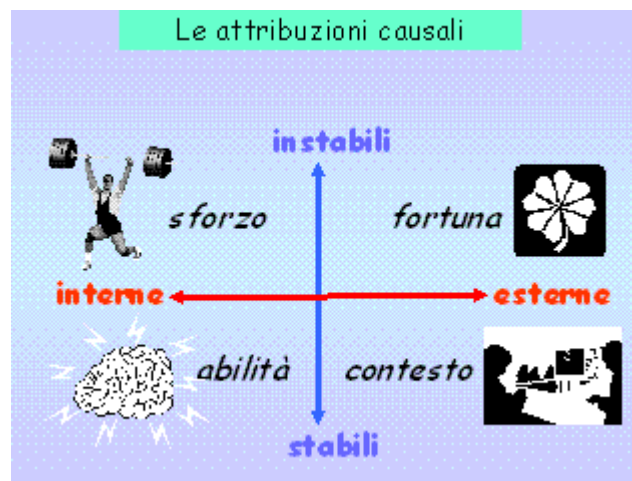 Le attribuzioni causali
instabili
sforzo
fortuna
interne
esterne
abilità
contesto
stabili